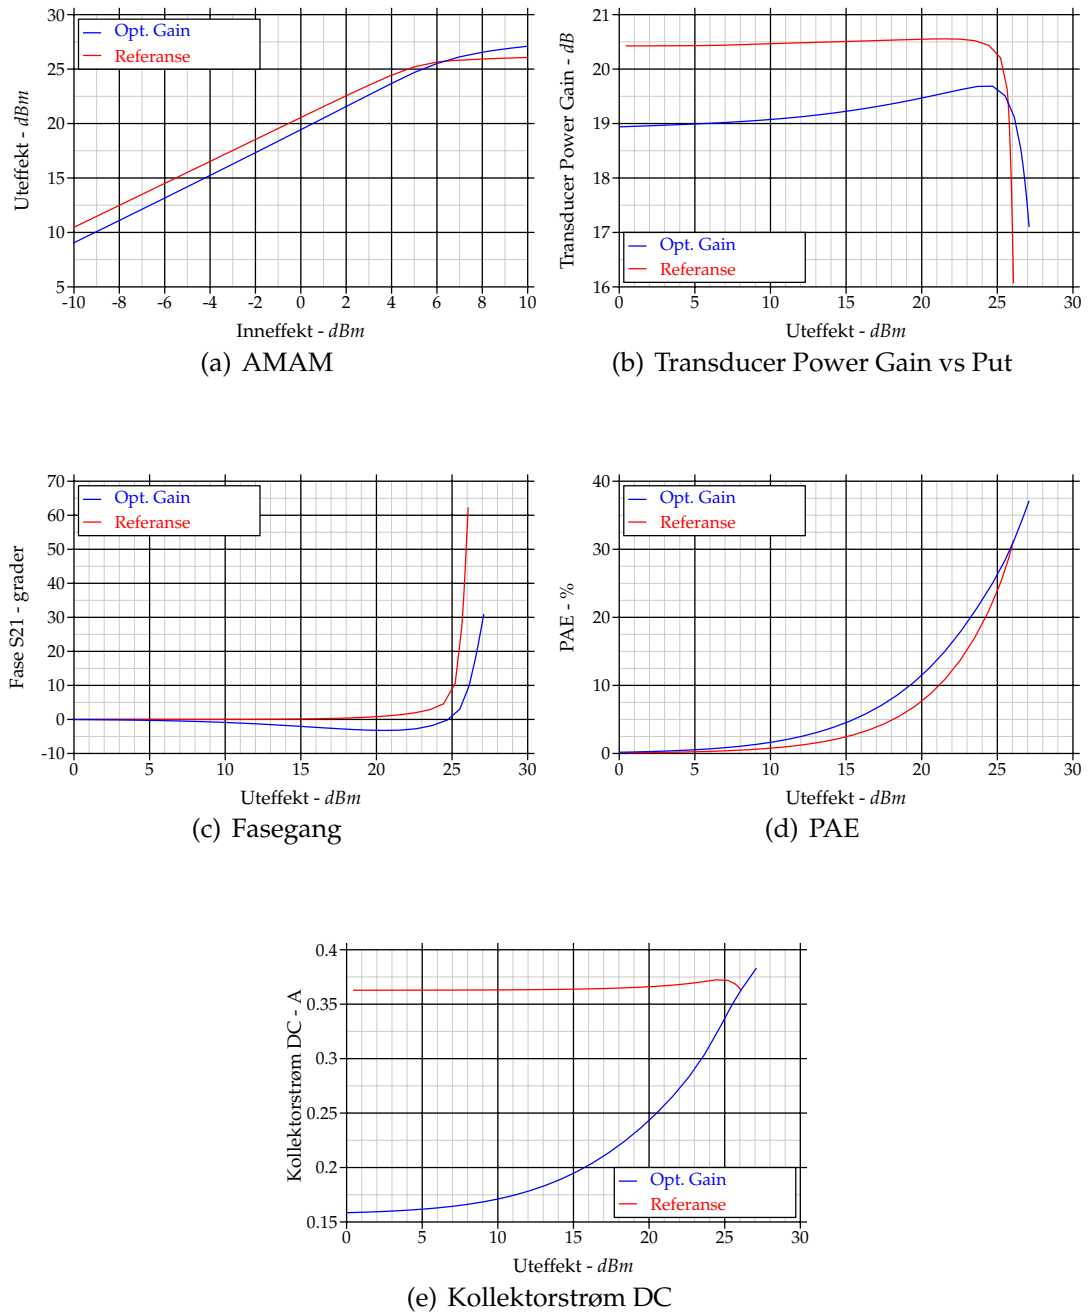 30
25
20
15
10
5
Uteffekt - dBm
Opt. Gain
Referanse
-10 -8 -6 -4 -2 0 2 4 6 8 10
Inneffekt - dBm
(a) AMAM
21
20
19
18
17
16
Transducer Power Gain - dB
Opt. Gain
Referanse
0 5 10 15 20 25 30
Uteffekt - dBm
(b) Transducer Power Gain vs Put
70
60
50
40
30
20
10
0
-10
Fase S21 - grader
Opt. Gain
Referanse
0 5 10 15 20 25 30
Uteffekt - dBm
(c) Fasegang
40
30
20
10
0
PAE - %
Opt. Gain
Referanse
0 5 10 15 20 25 30
Uteffekt - dBm
(d) PAE
0.4
0.35
0.3
0.25
0.2
0.15
Kollektorstrøm DC - A
Opt. Gain
Referanse
0 5 10 15 20 25 30
Uteffekt - dBm
(e) Kollektorstrøm DC